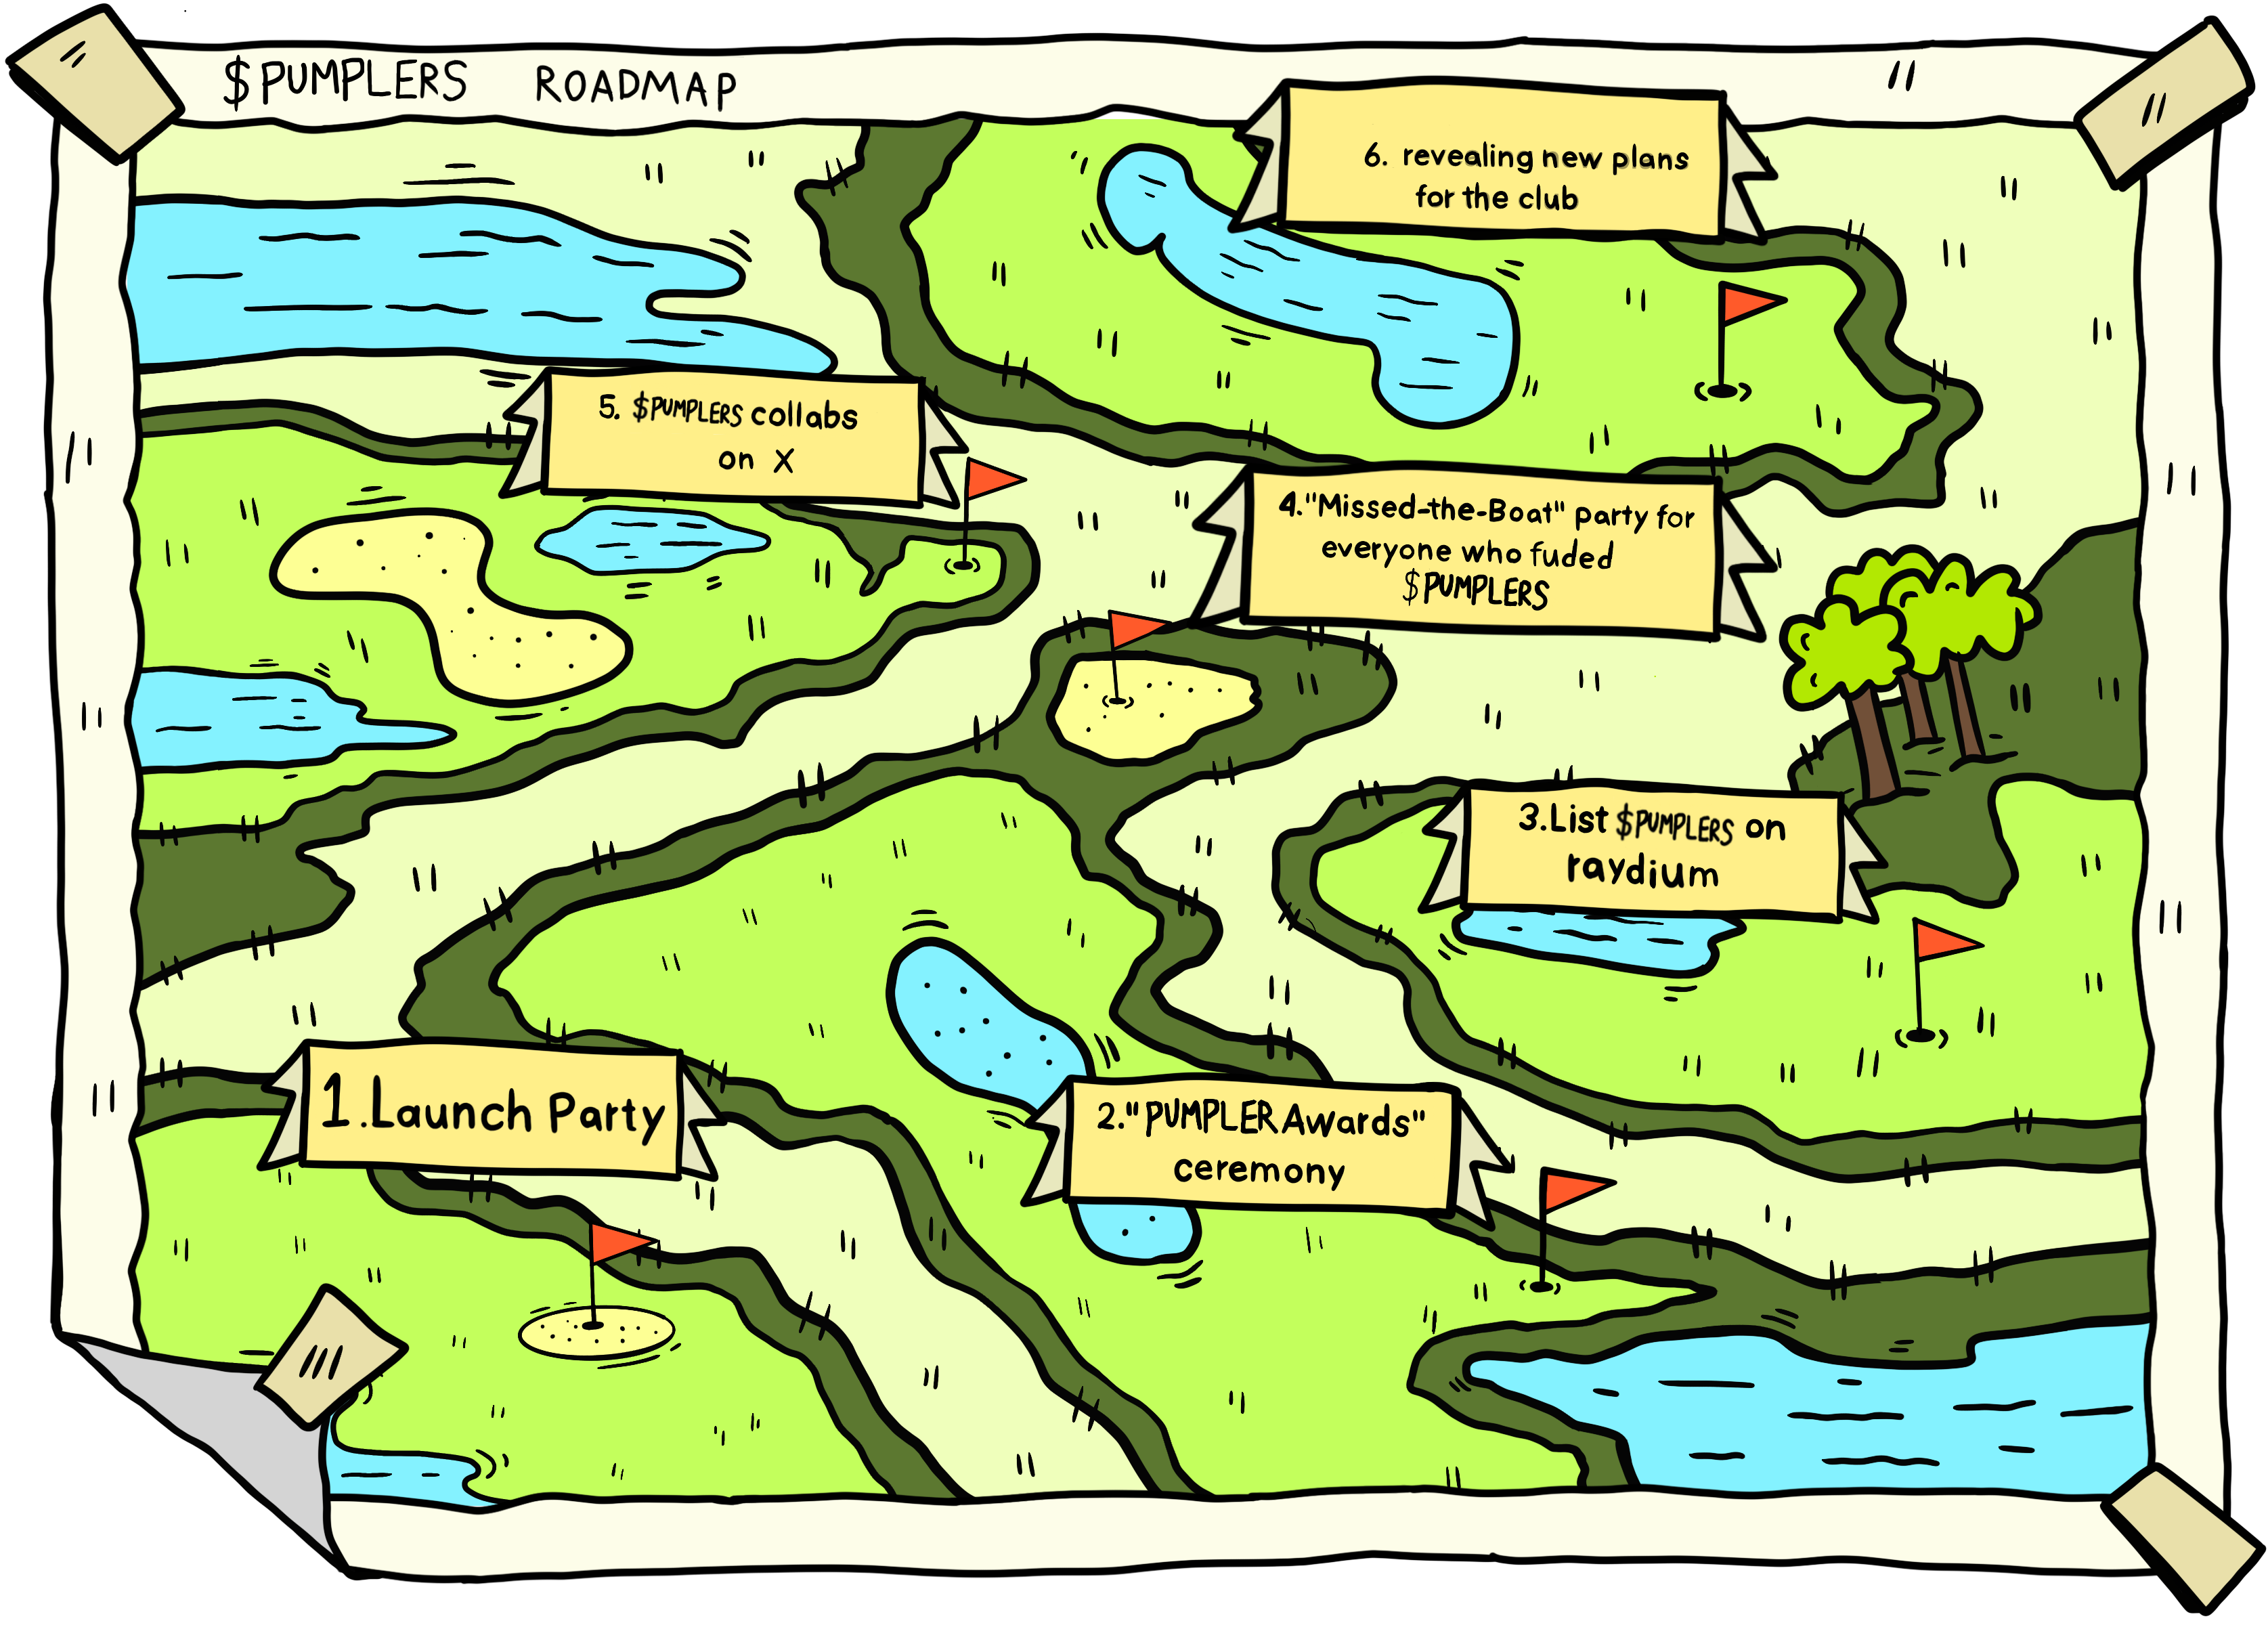 $PUMPLERS ROADMAP
6. revealing new plans
for the club
5. $PUMPLERS collabs
on X
4."Missed-the-Boat" party for
everyone who fuded
$PUMPLERS
3.List $PUMPLERS on
raydium
1.Launch Party
2."PUMPLER Awards"
ceremony